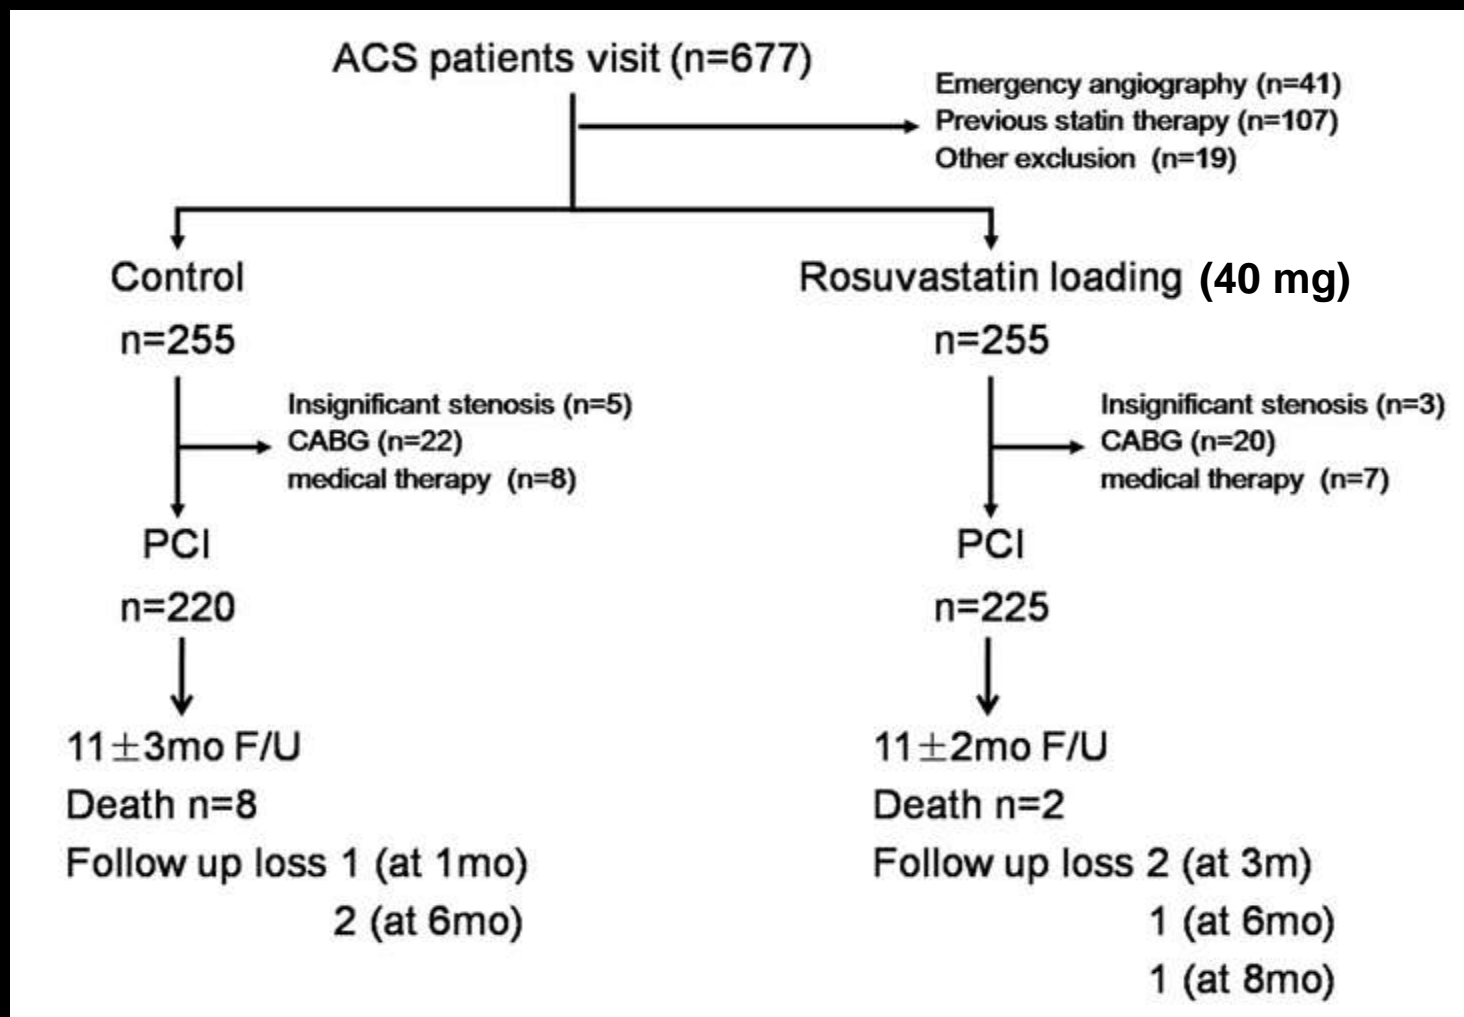 ACS patients visit (n=677)
Emergency angiography (n=41)
Previous statin therapy (n=107)
Other exclusion (n=19)
Control
n=255
Rosuvastatin loading (40 mg)
n=255
Insignificant stenosis (n=5)
CABG (n=22)
medical therapy (n=8)
Insignificant stenosis (n=3)
CABG (n=20)
medical therapy (n=7)
PCI
n=220
PCI
n=225
11±3mo F/U
Death n=8
Follow up loss 1 (at 1mo)
2 (at 6mo)
11±2mo F/U
Death n=2
Follow up loss 2 (at 3m)
1 (at 6mo)
1 (at 8mo)